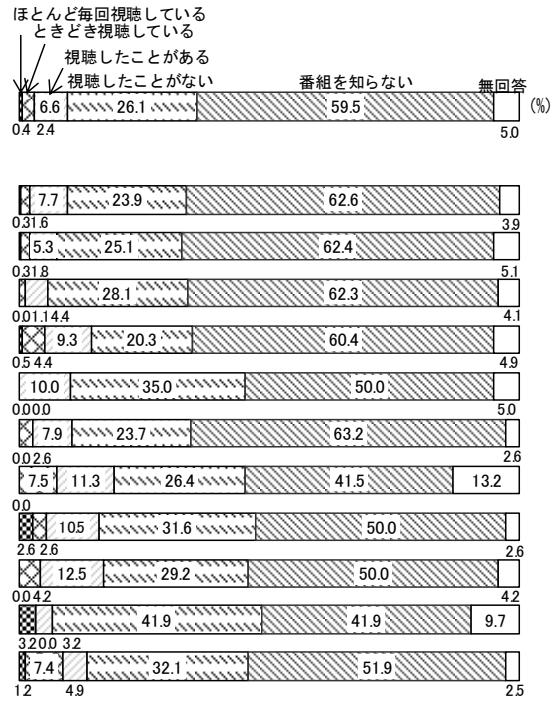 ほとんど毎回視聴している
ときどき視聴している
視聴したことがある
視聴したことがない 番組を知らない 無回答
6.6 26.1 59.5 (%)
0.4 2.4 5.0
7.7 23.9 62.6
0.3 1.6 3.9
5.3 25.1 62.4
0.3 1.8 5.1
28.1 62.3
0.0 1.1 4.4 4.1
9.3 20.3 60.4
0.5 4.4 4.9
10.0 35.0 50.0
0.0 0.0 5.0
7.9 23.7 63.2
0.0 2.6 2.6
7.5 11.3 26.4 41.5 13.2
0.0
10.5 31.6 50.0
2.6 2.6 2.6
12.5 29.2 50.0
0.0 4.2 4.2
41.9 41.9 9.7
3.2 0.0 3.2
7.4 32.1 51.9
1.2 4.9 2.5